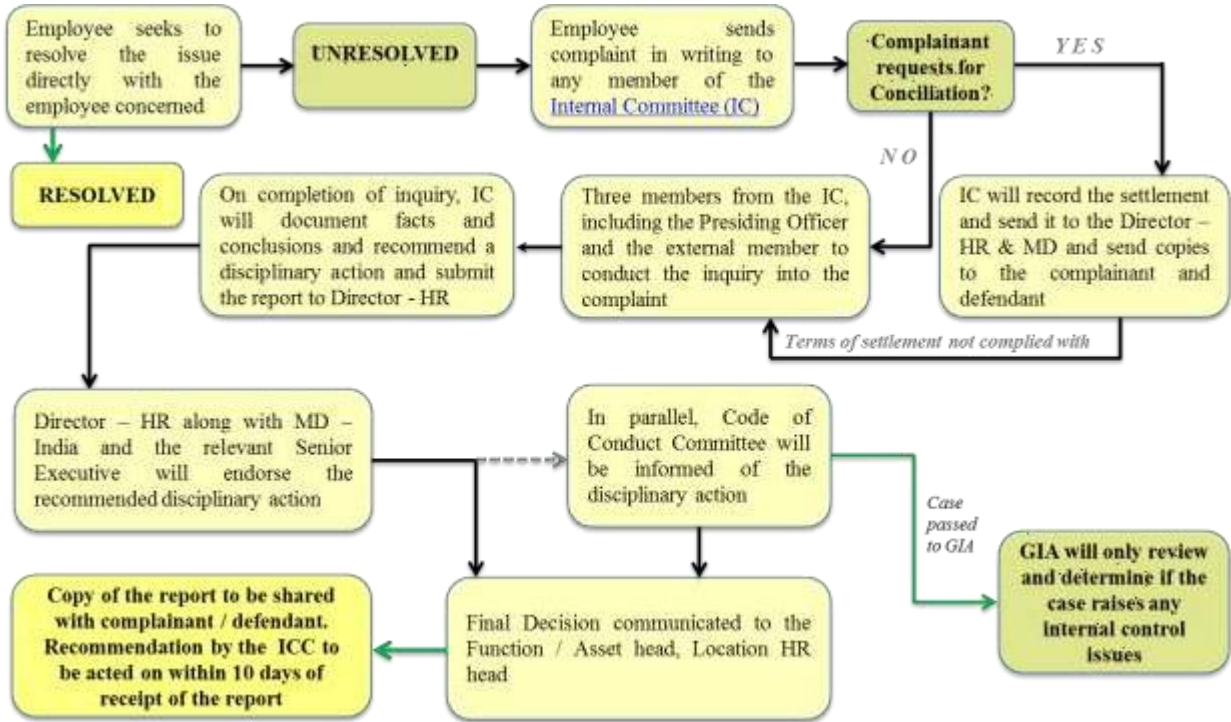 Employee seeks to
resolve the issue
directly with the
employee concerned
UNRESOLVED
Employee sends
complaint in writing to
any member of the
Internal Committee (IC)
Complainant
requests for
Conciliation?
YES
NO
RESOLVED
On completion of inquiry, IC
will document facts and
conclusions and recommend a
disciplinary action and submit
the report to Director - HR
Three members from the IC,
including the Presiding Officer
and the external member to
conduct the inquiry into the
complaint
IC will record the settlement
and send it to the Director –
HR & MD and send copies
to the complainant and
defendant
Terms of settlement not complied with
Director – HR along with MD –
India and the relevant Senior
Executive will endorse the
recommended disciplinary action
In parallel, Code of
Conduct Committee will
be informed of the
disciplinary action
Case
passed
to GIA
GIA will only review
and determine if the
case raises any
internal control
issues
Copy of the report to be shared
with complainant / defendant.
Recommendation by the ICC to
be acted on within 10 days of
receipt of the report
Final Decision communicated to the
Function / Asset head, Location HR
head